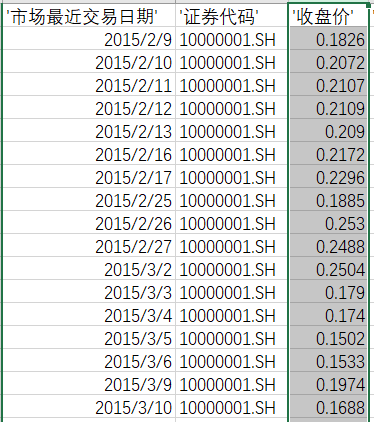 '市场最近交易日期' '证券代码' '收盘价' '
2015/2/9 10000001.SH 0.1826
2015/2/10 10000001.SH 0.2072
2015/2/11 10000001.SH 0.2107
2015/2/12 10000001.SH 0.2109
2015/2/13 10000001.SH 0.209
2015/2/16 10000001.SH 0.2172
2015/2/17 10000001.SH 0.2296
2015/2/25 10000001.SH 0.1885
2015/2/26 10000001.SH 0.253
2015/2/27 10000001.SH 0.2488
2015/3/2 10000001.SH 0.2504
2015/3/3 10000001.SH 0.179
2015/3/4 10000001.SH 0.174
2015/3/5 10000001.SH 0.1502
2015/3/6 10000001.SH 0.1533
2015/3/9 10000001.SH 0.1974
2015/3/10 10000001.SH 0.1688